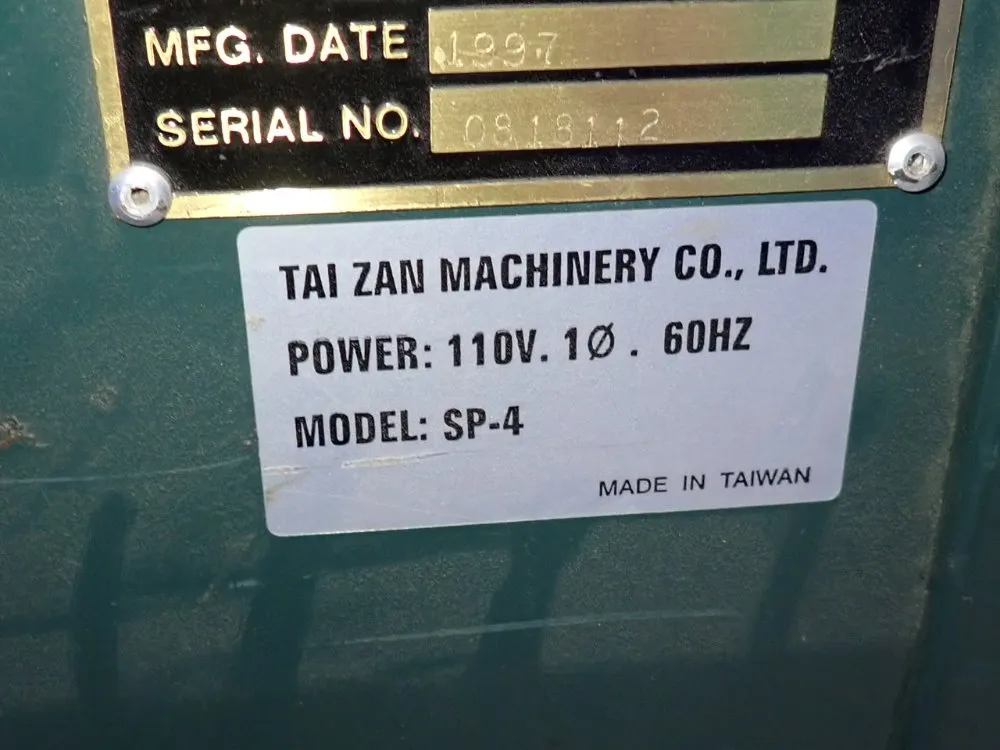 MFG. DATE 1997
SERIAL NO. 0818112
TAI ZAN MACHINERY CO., LTD.
POWER: 110V. 1Ø . 60HZ
MODEL: SP-4
MADE IN TAIWAN